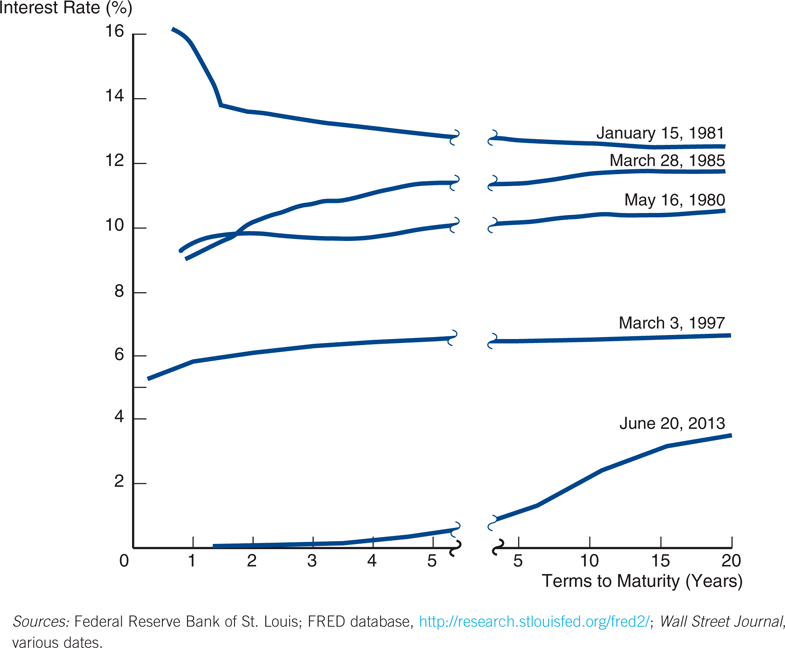 Interest Rate (%)
16
14
12
10
8
6
4
2
January 15, 1981
March 28, 1985
May 16, 1980
March 3, 1997
June 20, 2013
0 1 2 3 4 5 5 10 15 20
Terms to Maturity (Years)
Sources: Federal Reserve Bank of St. Louis; FRED database, http://research.stlouisfed.org/fred2/; Wall Street Journal,
various dates.